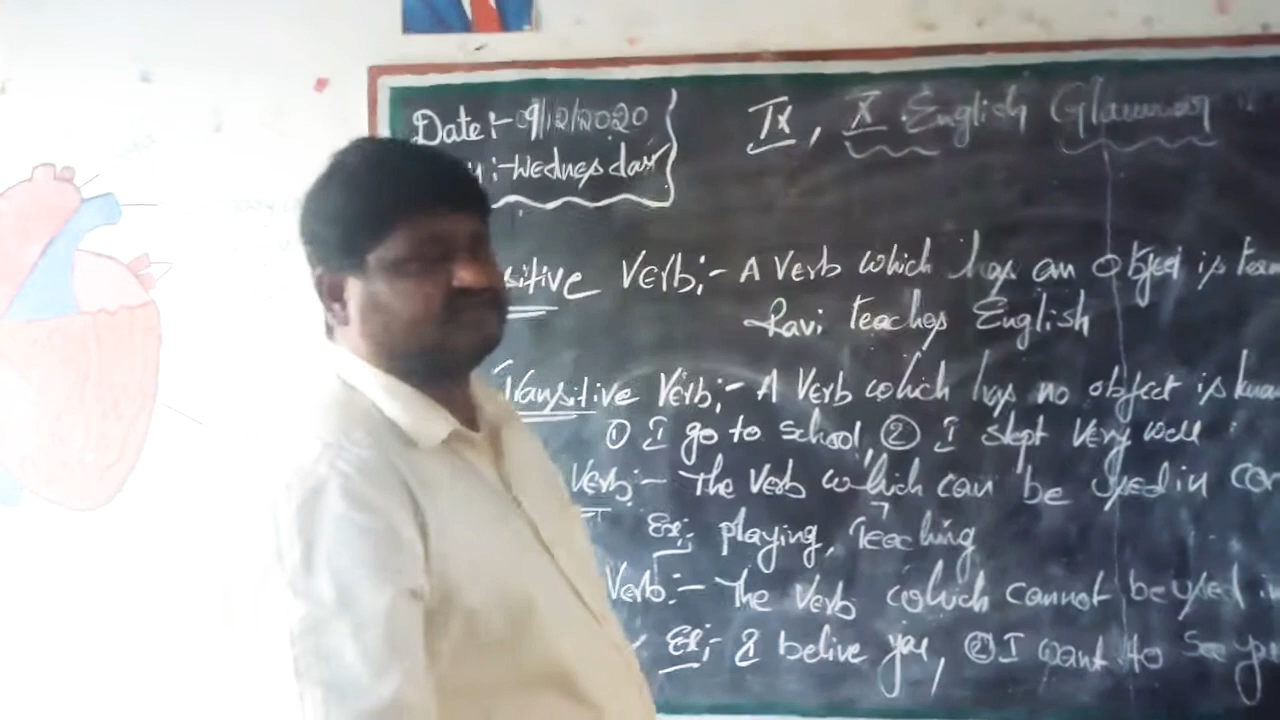 Date :- 09/12/2020
:- Wednesday
IX, X English Glammar
sitive Verb:- A Verb which has an object is
Ravi teaches English
Transitive Verb:- A Verb which has no object is
① I go to School, ② I slept very well
Verb:- The Verb which can be used in
Ex:- playing, Teaching
Verb:- The Verb which cannot be used
Ex:- I belive you, ② I want to see